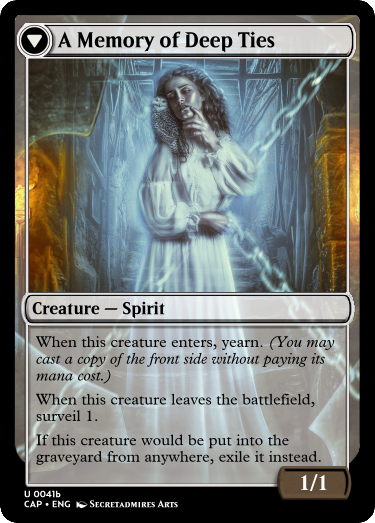 A Memory of Deep Ties
Creature — Spirit
When this creature enters, yearn. (You may
cast a copy of the front side without paying its
mana cost.)
When this creature leaves the battlefield,
surveil 1.
If this creature would be put into the
graveyard from anywhere, exile it instead.
1/1
U 0041b
CAP • ENG SECRETADMIRES ARTS